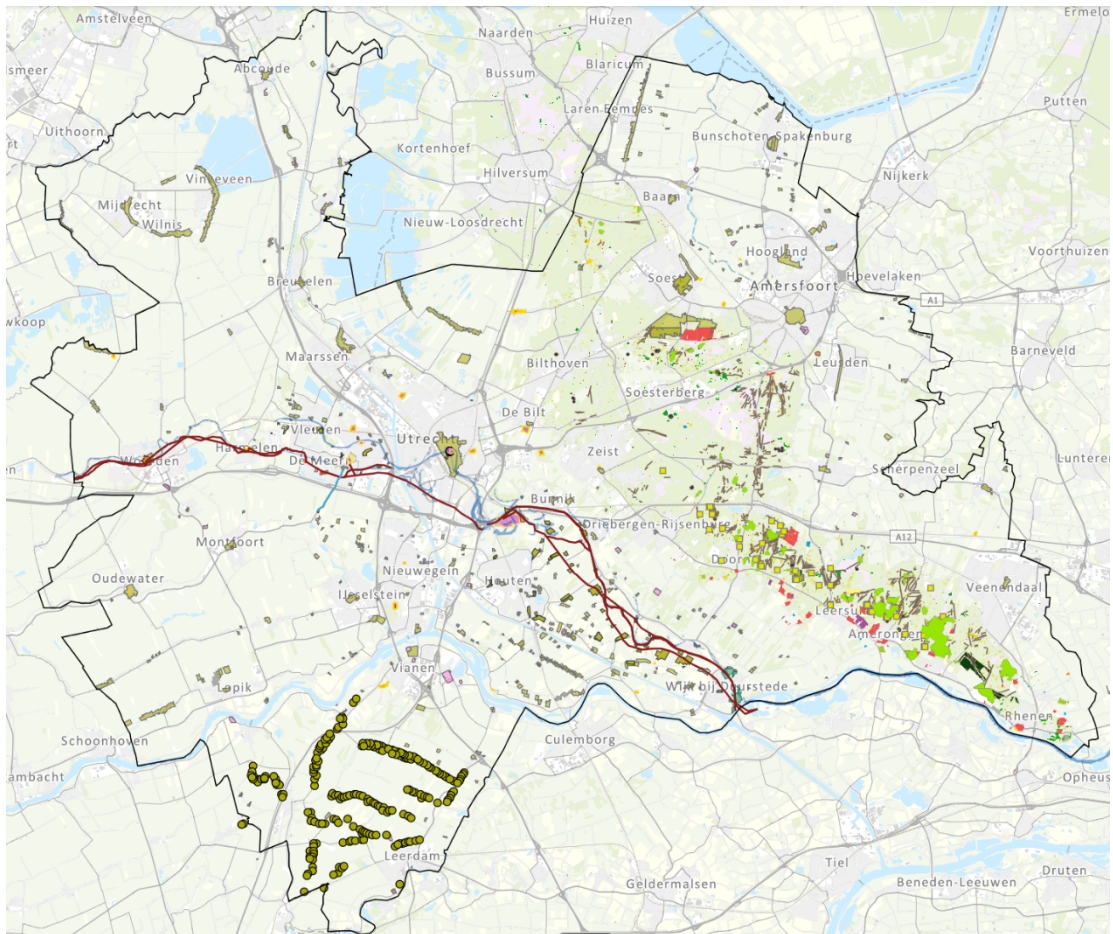 Amstelveen
Huizen
Ermelo
Naarden
Blaricum
Abcoude
Bussum
Putten
Laren Eemnes
Uithoorn
Bunschoten-Spakenburg
Kortenhoef
Hilversum
Nijkerk
Vinkeveen
Mijdrecht
Baarn
Wilnis
Nieuw-Loosdrecht
Voorthuizen
Hoogland
Hoevelaken
Breukelen
Soest
Amersfoort
A1
Maarssen
Barneveld
Bilthoven
Leusden
Soesterberg
De Bilt
Vleuten
Utrecht
Harmelen
Zeist
Woerden
De Meern
Scherpenzeel
Lunteren
Bunnik
Driebergen-Rijsenburg
A12
Montfoort
Doorn
Nieuwegein
Houten
Veenendaal
Oudewater
IJsselstein
Leersum
Amerongen
Vianen
Lopik
Wijk bij Duurstede
Rhenen
Schoonhoven
Culemborg
Opheus
Leerdam
Tiel
Geldermalsen
Beneden-Leeuwen
Druten